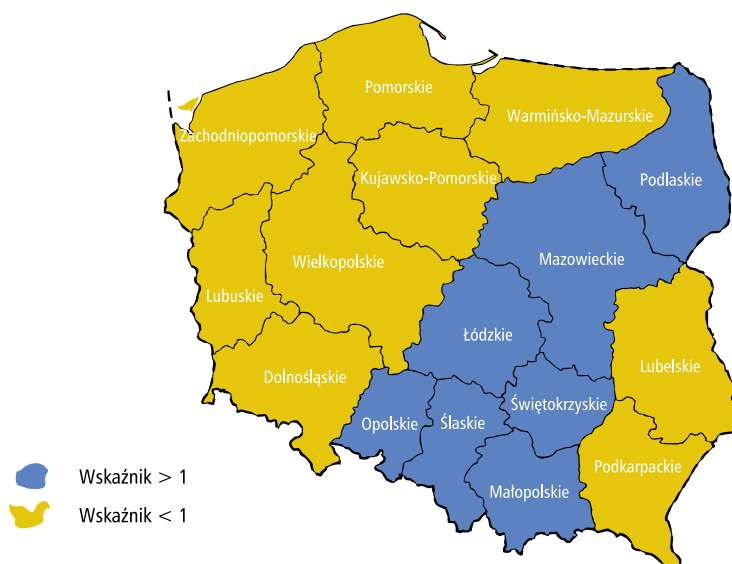 Pomorskie
Warmińsko-Mazurskie
Zachodniopomorskie
Kujawsko-Pomorskie
Podlaskie
Mazowieckie
Wielkopolskie
Lubuskie
Łódzkie
Lubelskie
Dolnośląskie
Świętokrzyskie
Opolskie
Ślaskie
Podkarpackie
Małopolskie
Wskaźnik > 1
Wskaźnik < 1